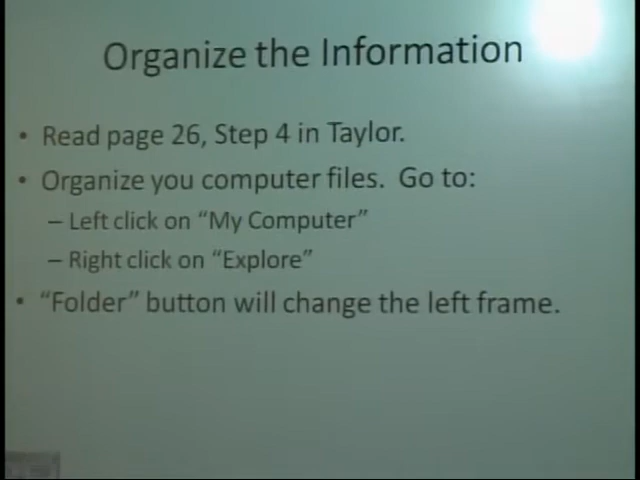 Organize the Information
• Read page 26, Step 4 in Taylor.
• Organize you computer files. Go to:
– Left click on “My Computer”
– Right click on “Explore”
• “Folder” button will change the left frame.